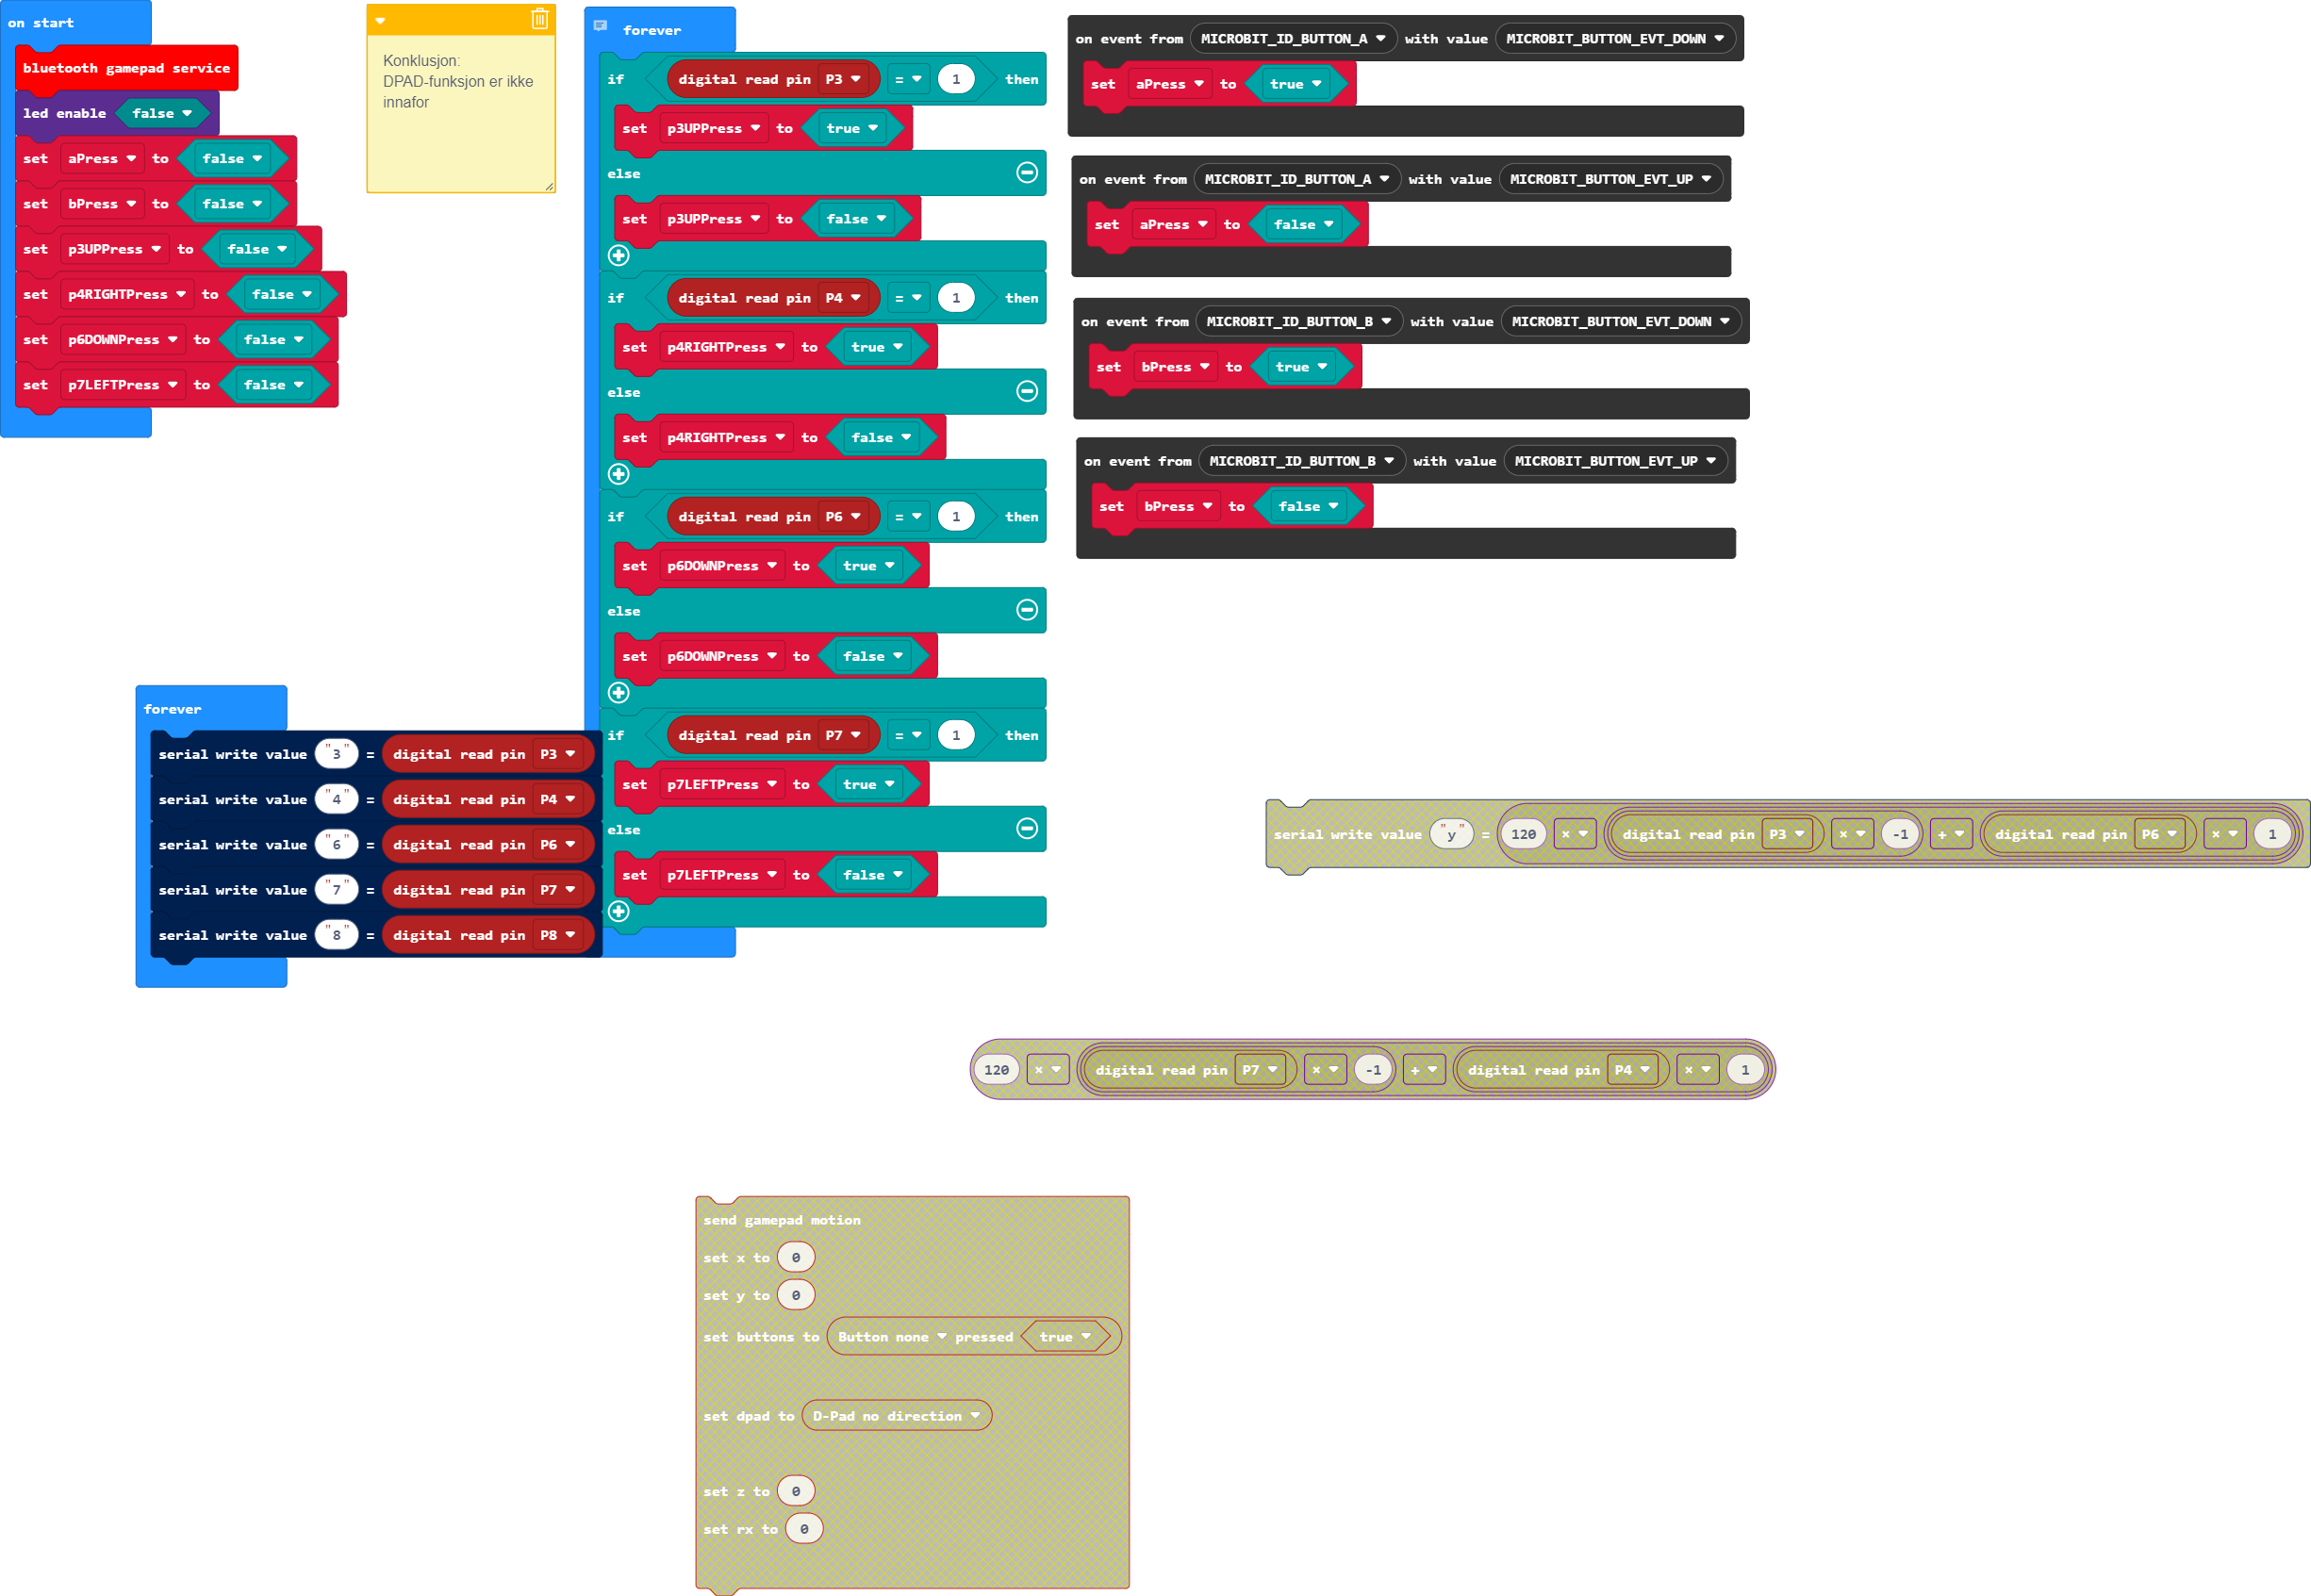 on start
bluetooth gamepad service
led enable false
set aPress to false
set bPress to false
set p3UPPress to false
set p4RIGHTPress to false
set p6DOWNPress to false
set p7LEFTPress to false
Konklusjon:
DPAD-funksjon er ikke
innafor
forever
if digital read pin P3 = 1 then
set p3UPPress to true
else
set p3UPPress to false
if digital read pin P4 = 1 then
set p4RIGHTPress to true
else
set p4RIGHTPress to false
if digital read pin P6 = 1 then
set p6DOWNPress to true
else
set p6DOWNPress to false
if digital read pin P7 = 1 then
set p7LEFTPress to true
else
set p7LEFTPress to false
on event from MICROBIT_ID_BUTTON_A with value MICROBIT_BUTTON_EVT_DOWN
set aPress to true
on event from MICROBIT_ID_BUTTON_A with value MICROBIT_BUTTON_EVT_UP
set aPress to false
on event from MICROBIT_ID_BUTTON_B with value MICROBIT_BUTTON_EVT_DOWN
set bPress to true
on event from MICROBIT_ID_BUTTON_B with value MICROBIT_BUTTON_EVT_UP
set bPress to false
forever
serial write value "3" = digital read pin P3
serial write value "4" = digital read pin P4
serial write value "6" = digital read pin P6
serial write value "7" = digital read pin P7
serial write value "8" = digital read pin P8
serial write value "y" = 120 × digital read pin P3 × -1 + digital read pin P6 × 1
120 × digital read pin P7 × -1 + digital read pin P4 × 1
send gamepad motion
set x to 0
set y to 0
set buttons to Button none pressed true
set dpad to D-Pad no direction
set z to 0
set rx to 0